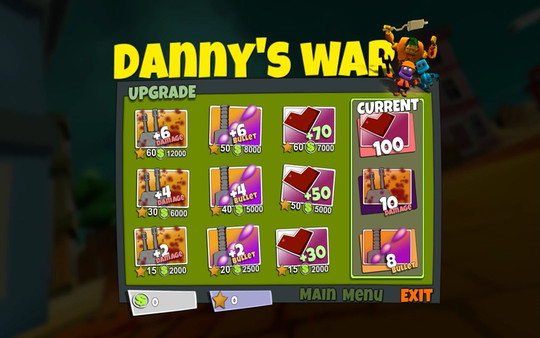 DANNY'S WAR
UPGRADE
CURRENT
+6 DAMAGE
60 $ 12000
+6 BULLET
50 $ 8000
+70
60 $ 7000
100
+4 DAMAGE
30 $ 6000
+4 BULLET
40 $ 5000
+50
50 $ 5000
10 DAMAGE
+2 DAMAGE
15 $ 2000
+2 BULLET
20 $ 2500
+30
15 $ 2000
8 BULLET
$ 0
0
MAIN MENU
EXIT